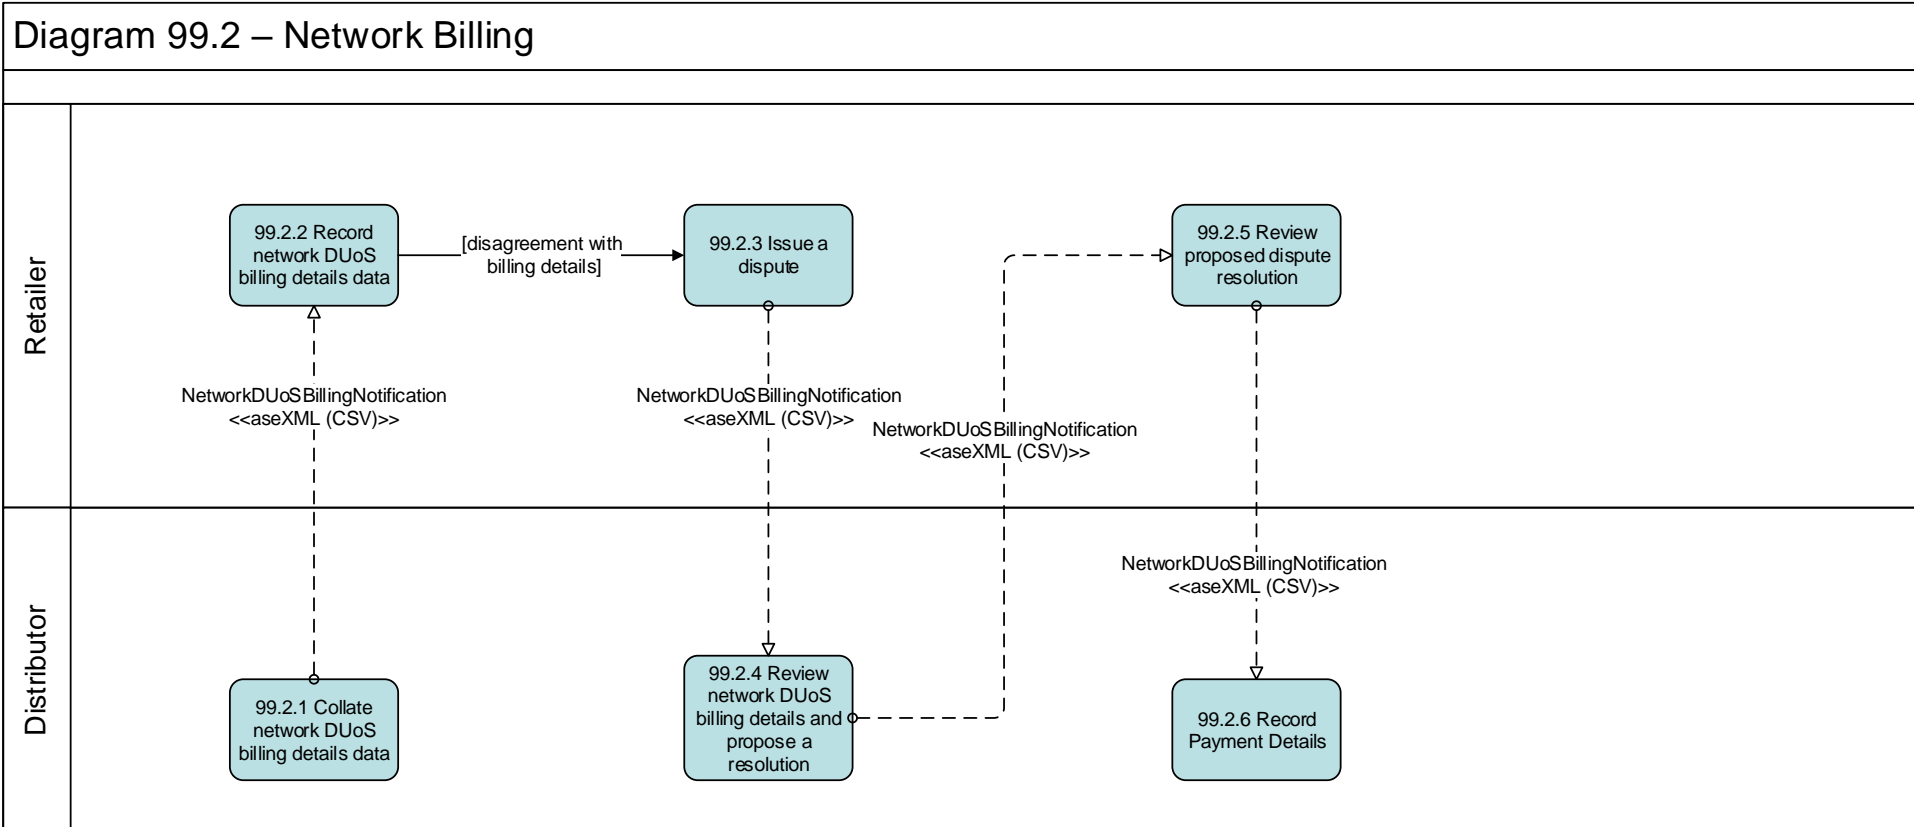 Diagram 99.2 – Network Billing
Retailer
99.2.2 Record
network DUoS
billing details data
[disagreement with
billing details]
99.2.3 Issue a
dispute
99.2.5 Review
proposed dispute
resolution
NetworkDUoSBillingNotification
<<aseXML (CSV)>>
NetworkDUoSBillingNotification
<<aseXML (CSV)>>
NetworkDUoSBillingNotification
<<aseXML (CSV)>>
NetworkDUoSBillingNotification
<<aseXML (CSV)>>
Distributor
99.2.1 Collate
network DUoS
billing details data
99.2.4 Review
network DUoS
billing details and
propose a
resolution
99.2.6 Record
Payment Details